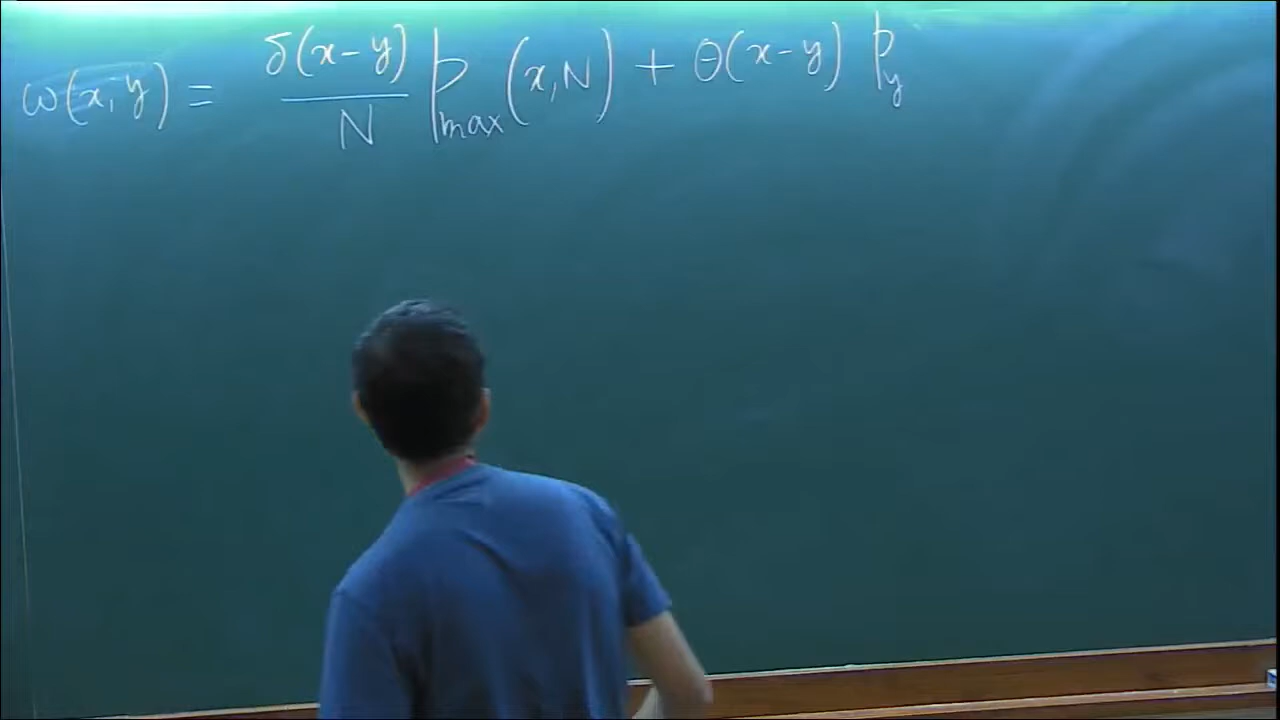 ω(x,y) = δ(x-y)/N p_max(x,N) + θ(x-y) p_y